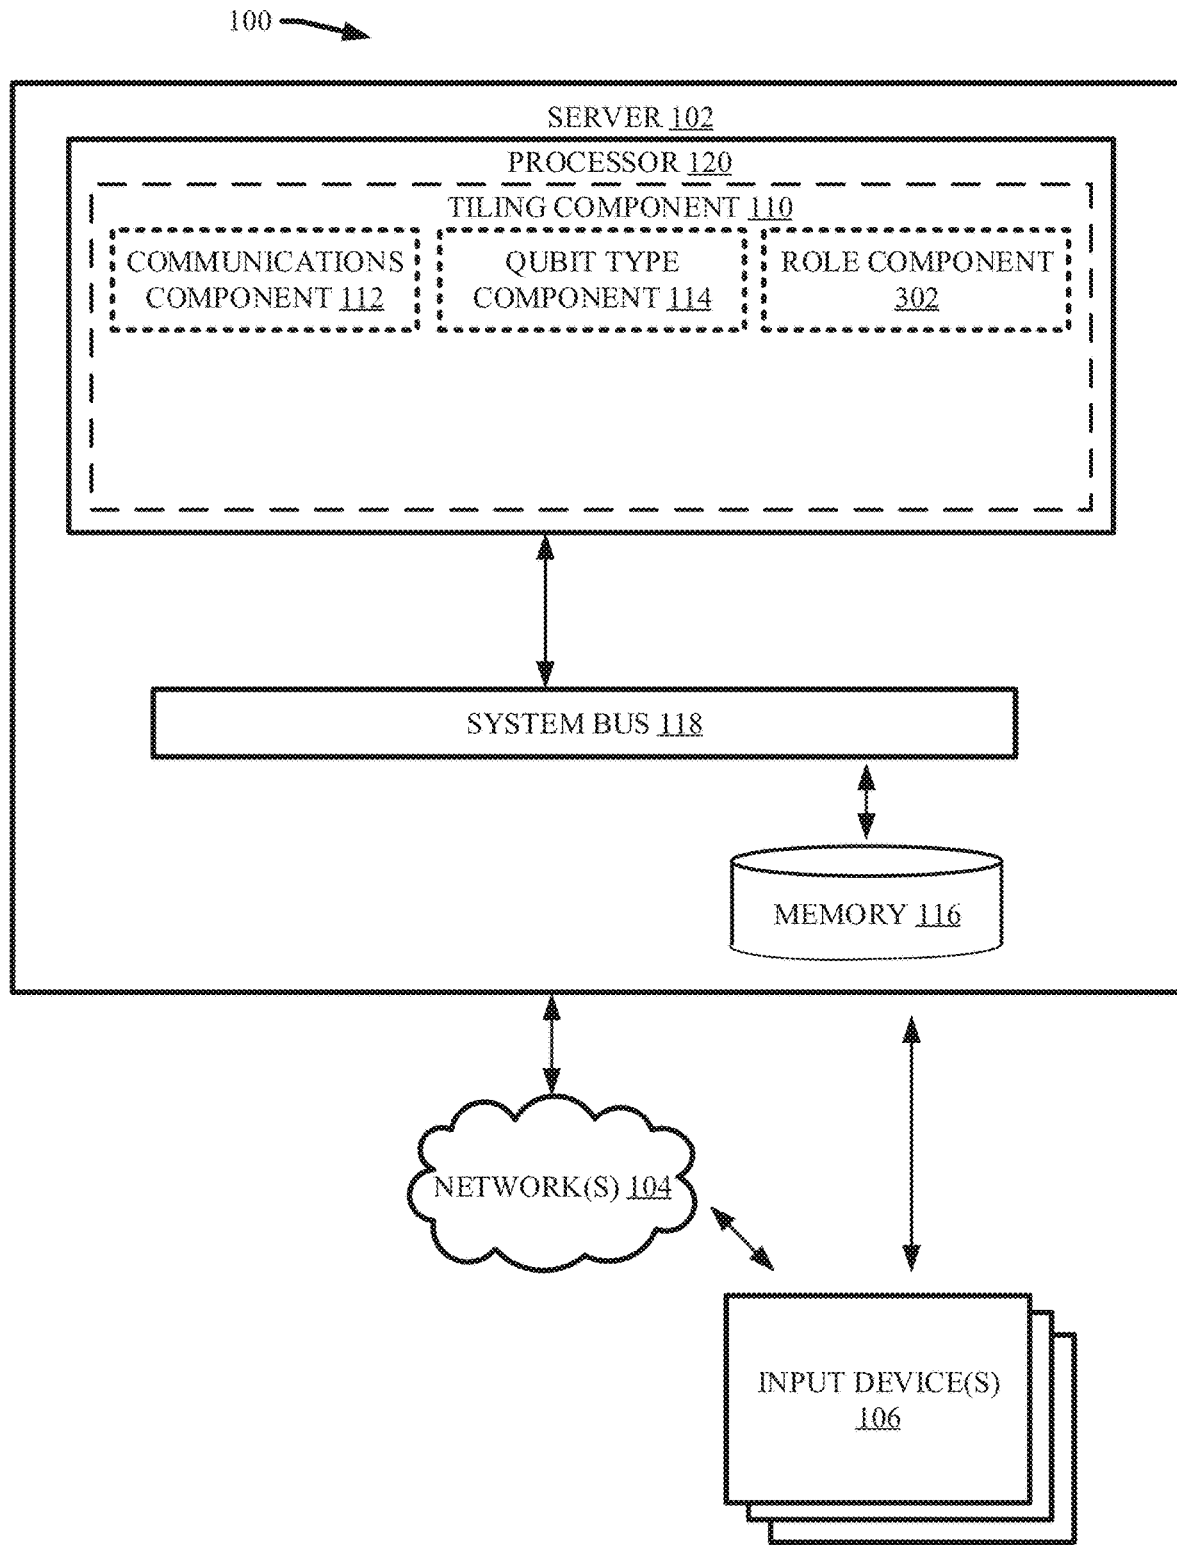 100
SERVER 102
PROCESSOR 120
TILING COMPONENT 110
COMMUNICATIONS
COMPONENT 112
QUBIT TYPE
COMPONENT 114
ROLE COMPONENT
302
SYSTEM BUS 118
MEMORY 116
NETWORK(S) 104
INPUT DEVICE(S)
106